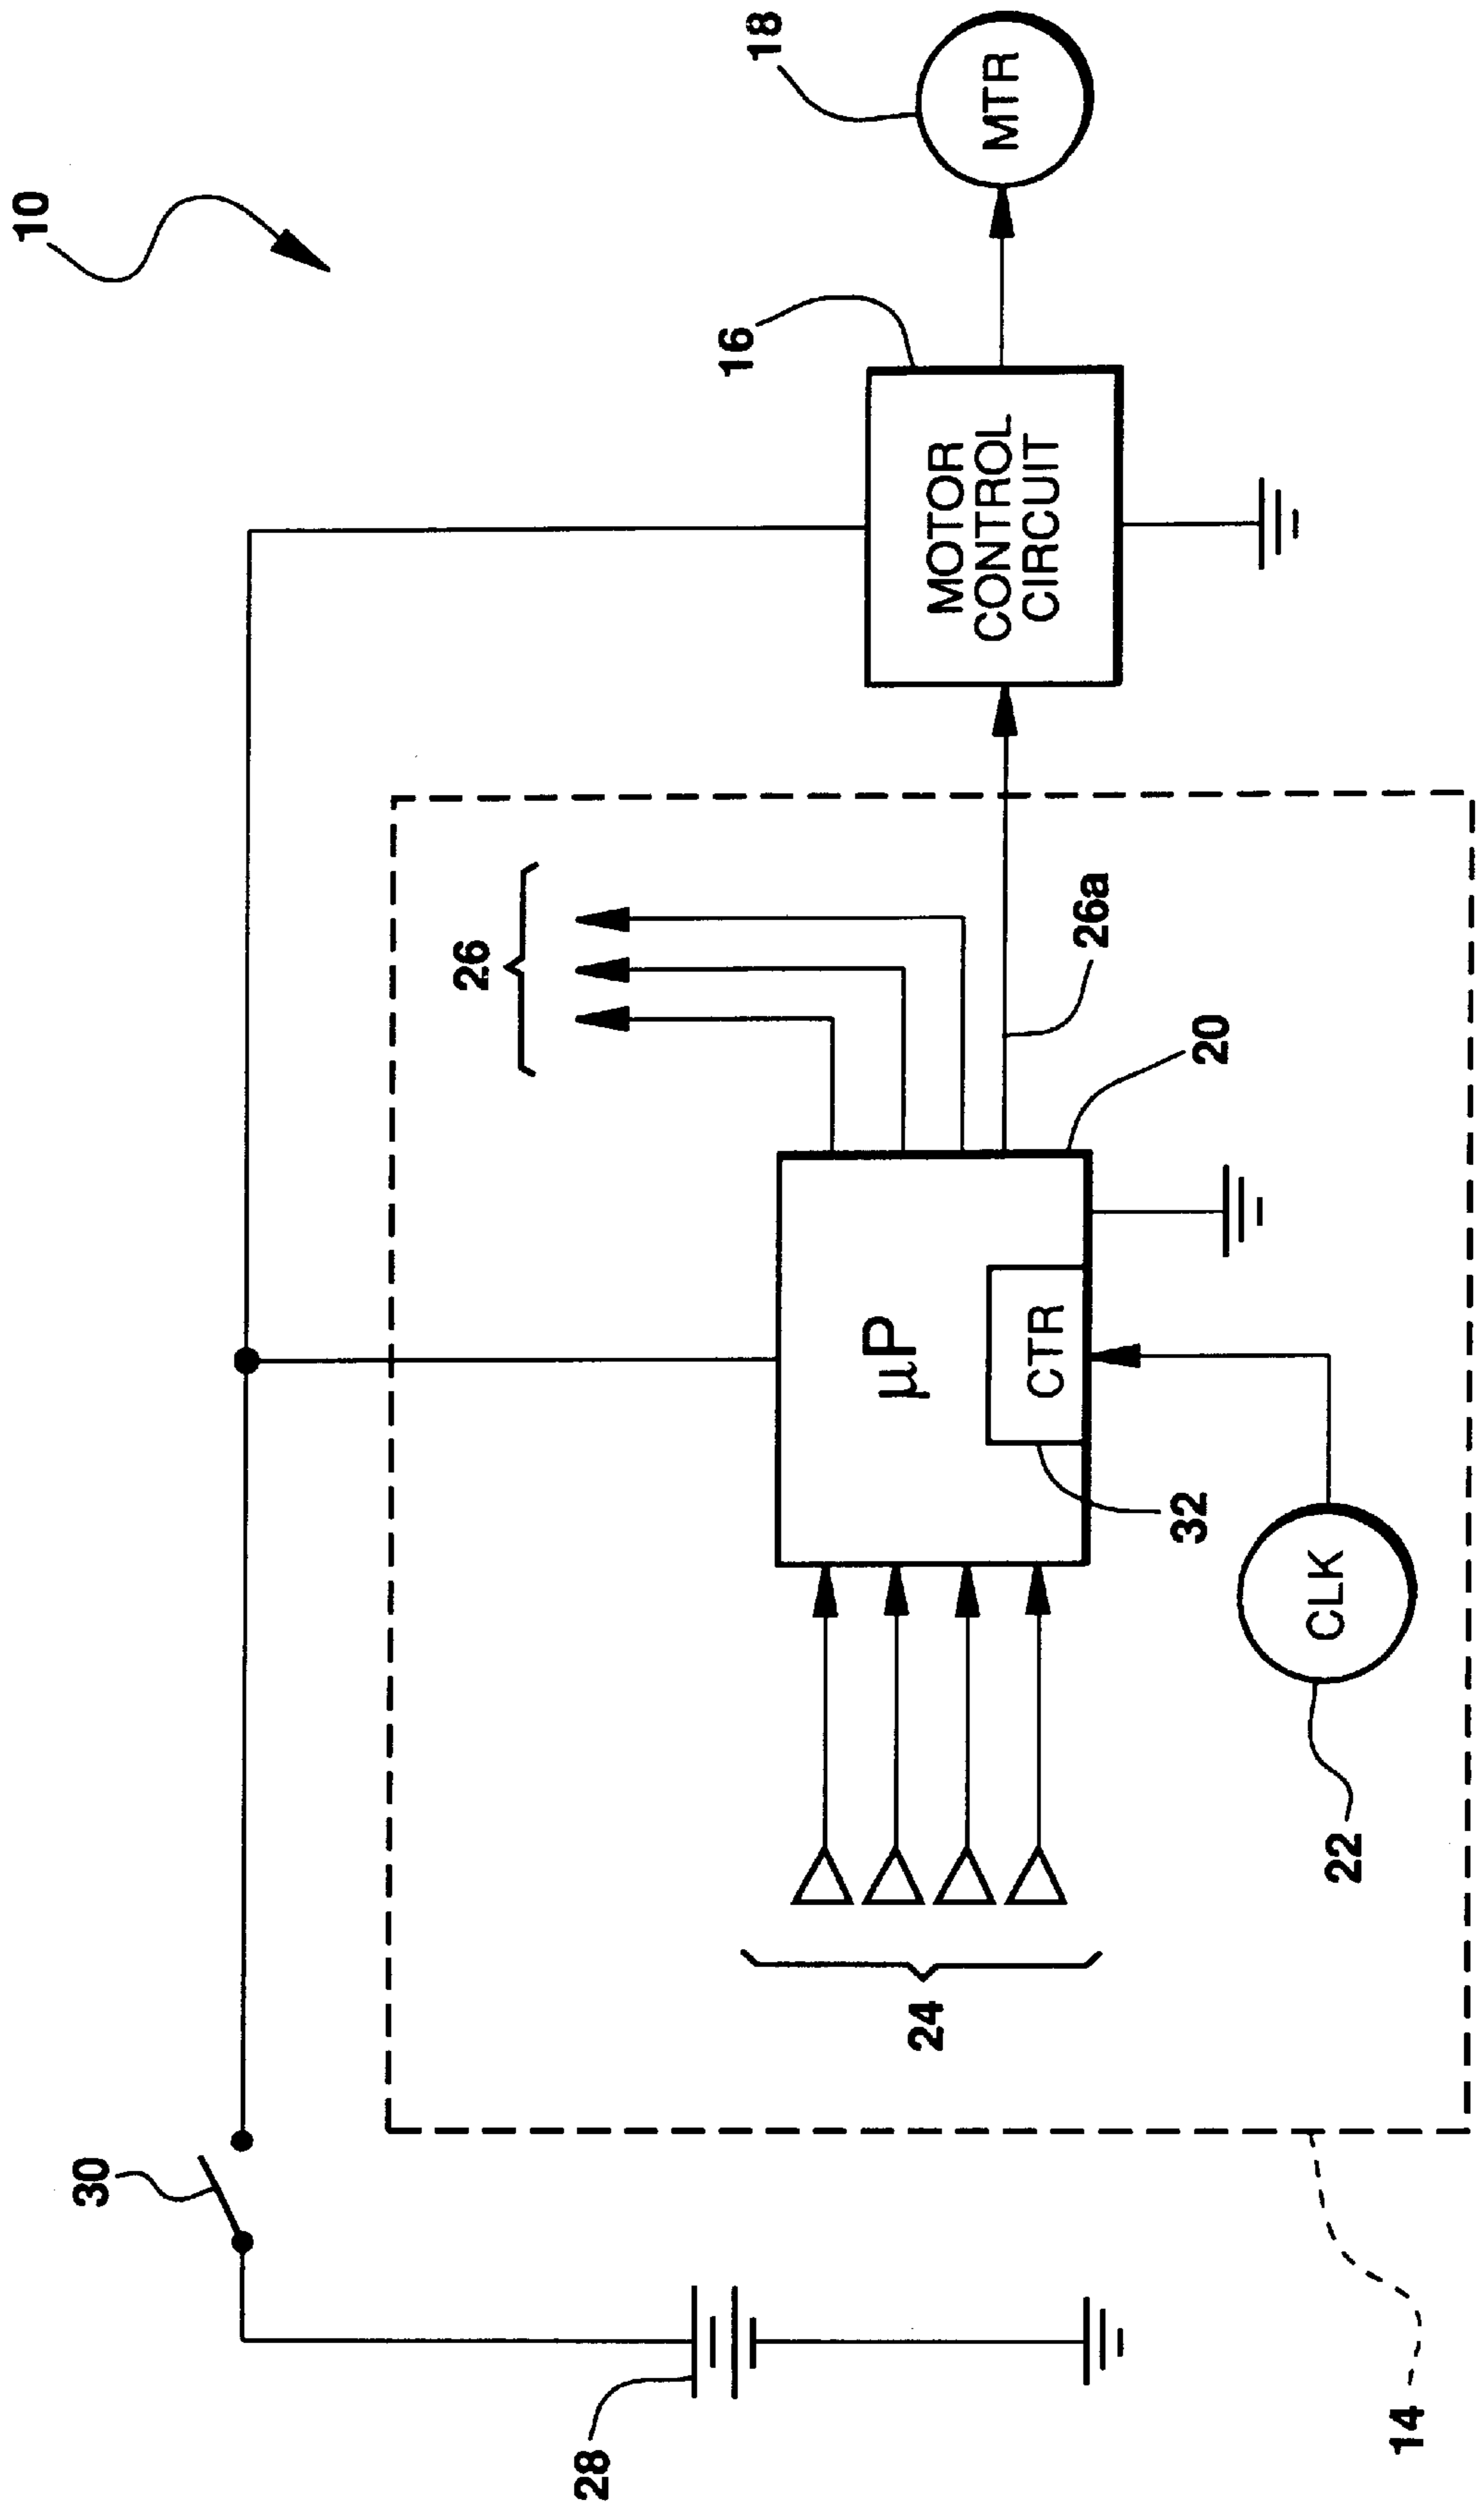 10
18
MTR
16
MOTOR
CONTROL
CIRCUIT
26
26a
20
µP
CTR
32
CLK
22
24
30
28
14